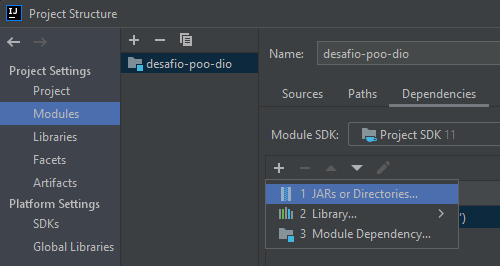 IJ Project Structure
Project Settings
Project
Modules
Libraries
Facets
Artifacts
Platform Settings
SDKs
Global Libraries
desafio-poo-dio
Name: desafio-poo-dio
Sources Paths Dependencies
Module SDK: Project SDK 11
1 JARs or Directories...
2 Library...
3 Module Dependency...
")